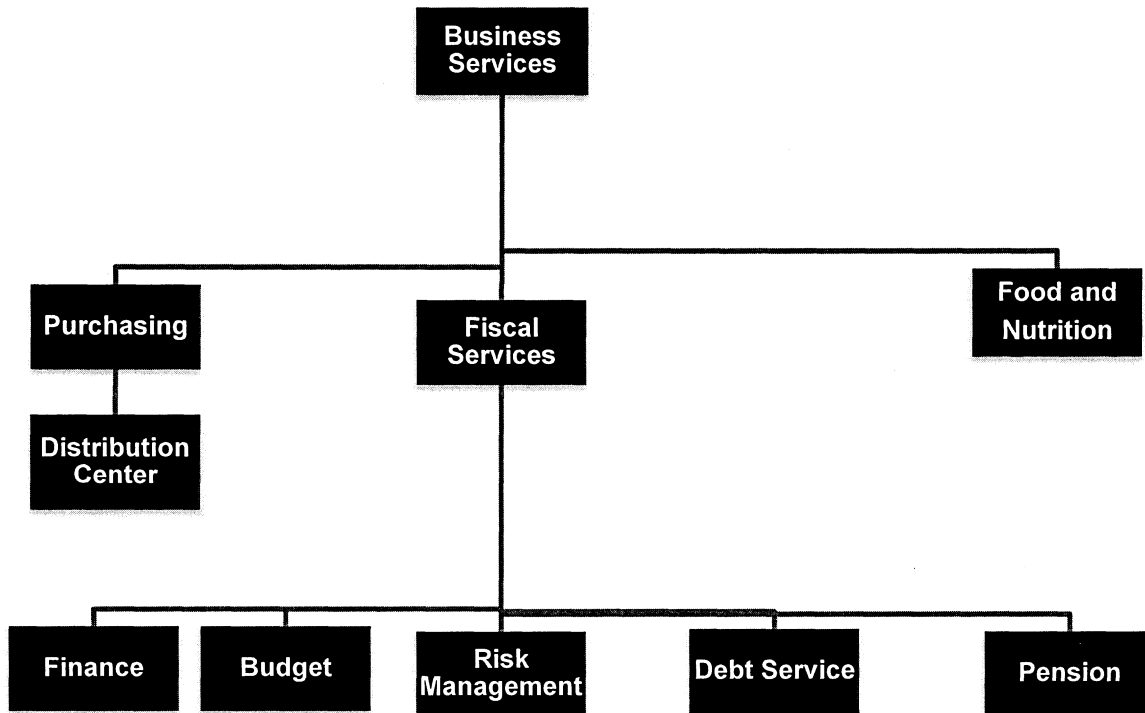 Business
Services
Purchasing
Fiscal
Services
Food and
Nutrition
Distribution
Center
Finance
Budget
Risk
Management
Debt Service
Pension